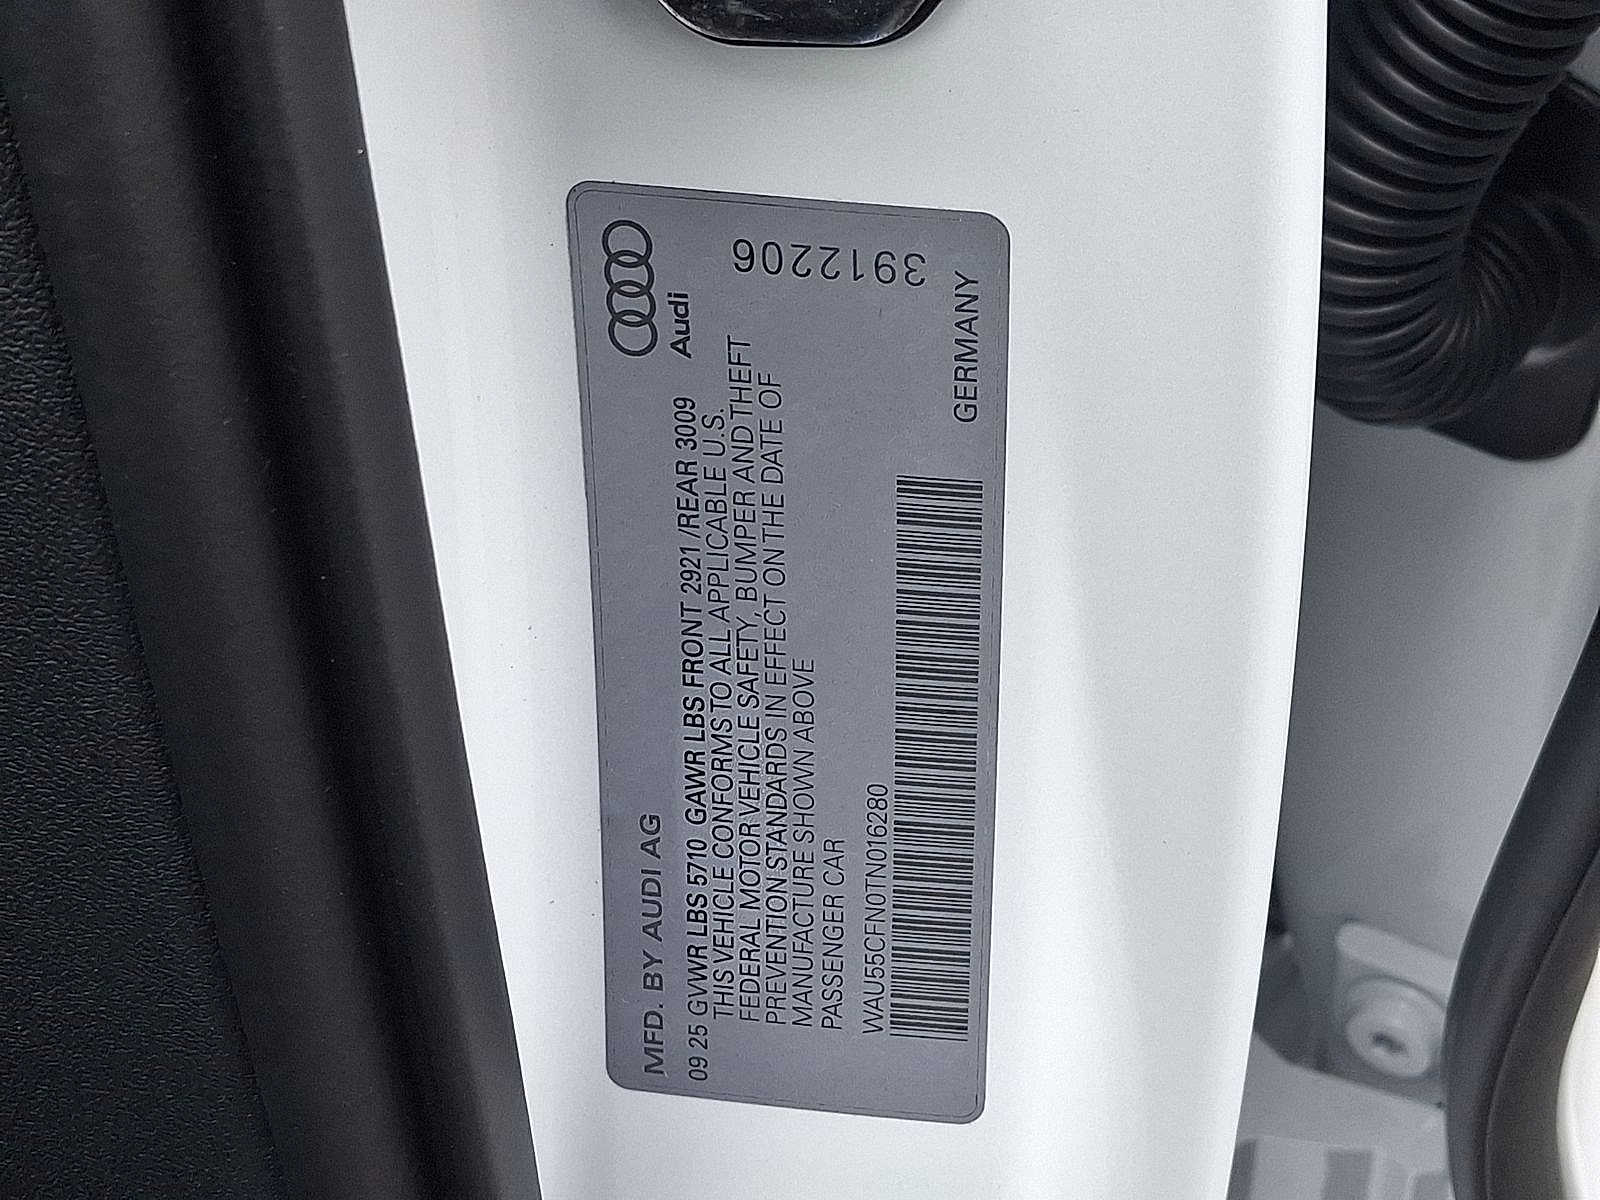 MFD. BY AUDI AG
Audi
09 25 GVWR LBS 5710 GAWR LBS FRONT 2921 /REAR 3009
THIS VEHICLE CONFORMS TO ALL APPLICABLE U.S.
FEDERAL MOTOR VEHICLE SAFETY, BUMPER AND THEFT
PREVENTION STANDARDS IN EFFECT ON THE DATE OF
MANUFACTURE SHOWN ABOVE
PASSENGER CAR
WAU55CFN0TN016280
3912206
GERMANY